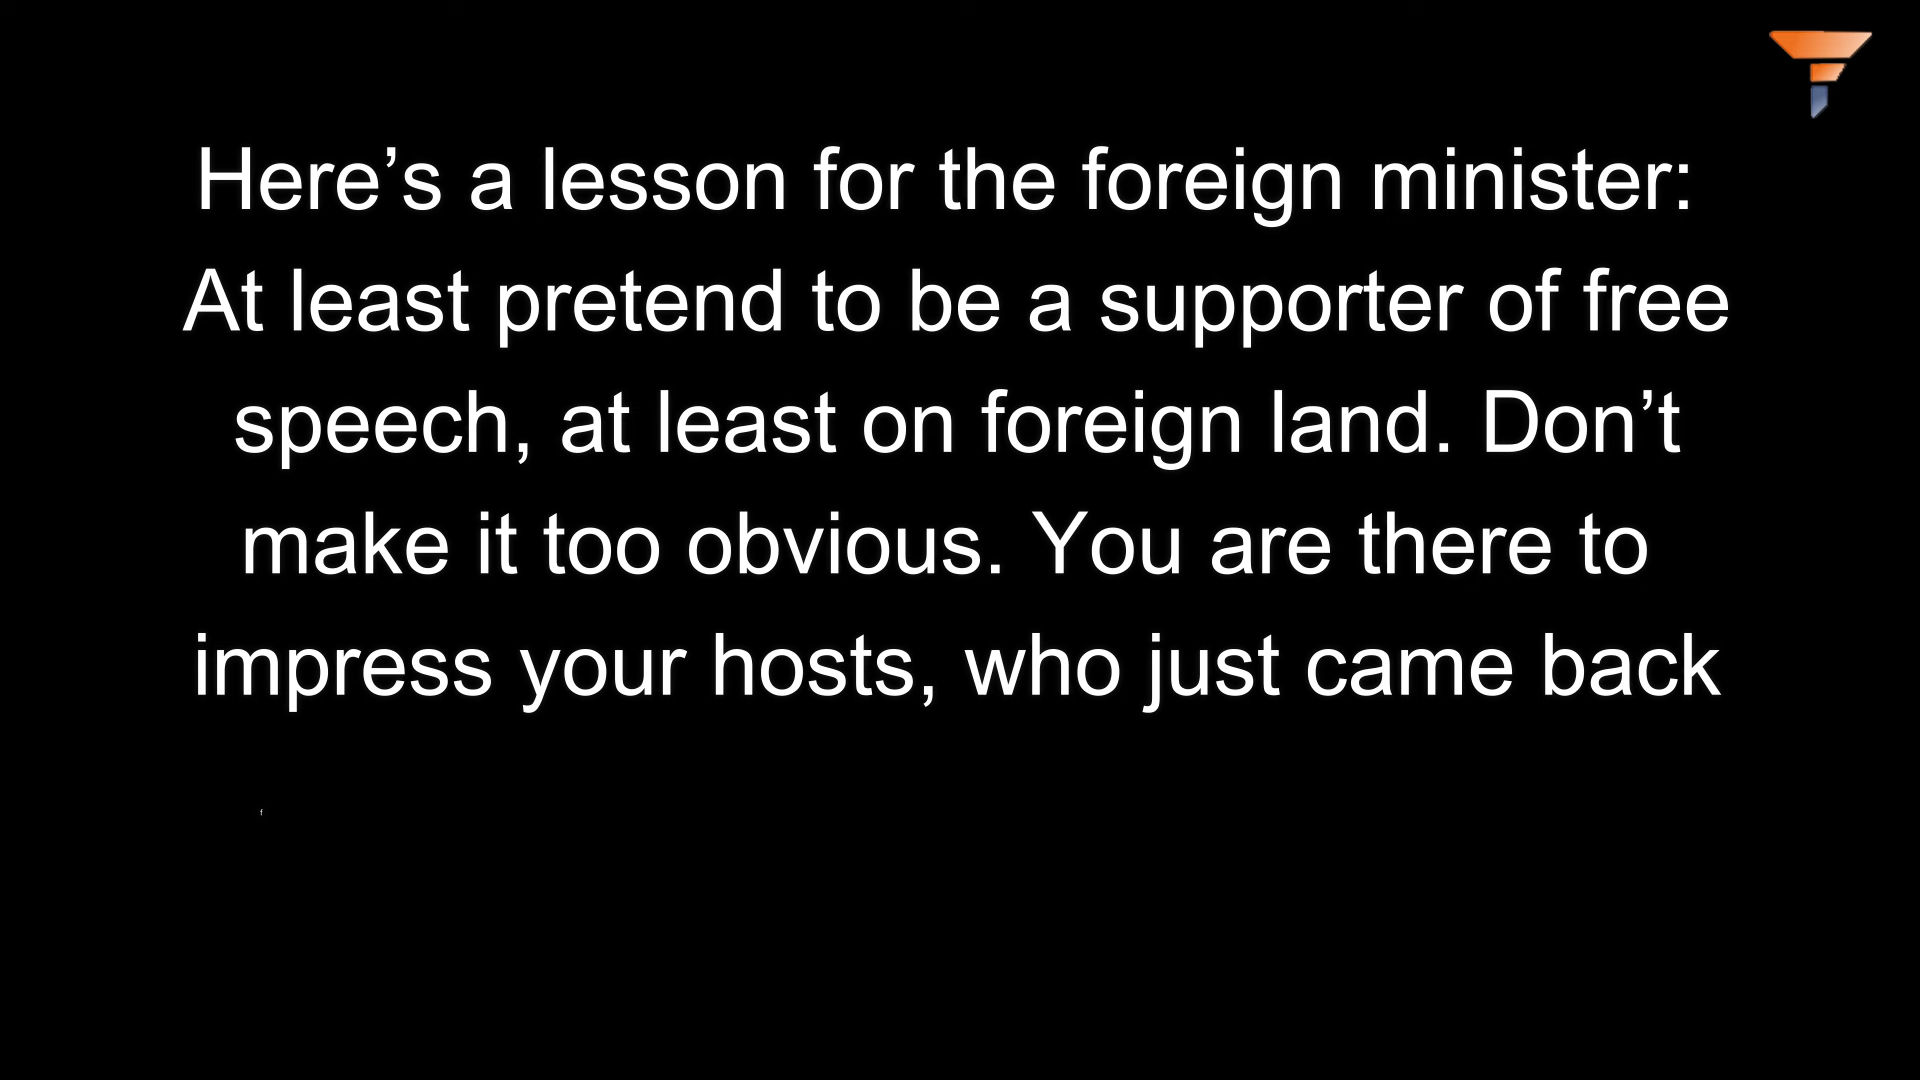 Here’s a lesson for the foreign minister:
At least pretend to be a supporter of free
speech, at least on foreign land. Don’t
make it too obvious. You are there to
impress your hosts, who just came back
f